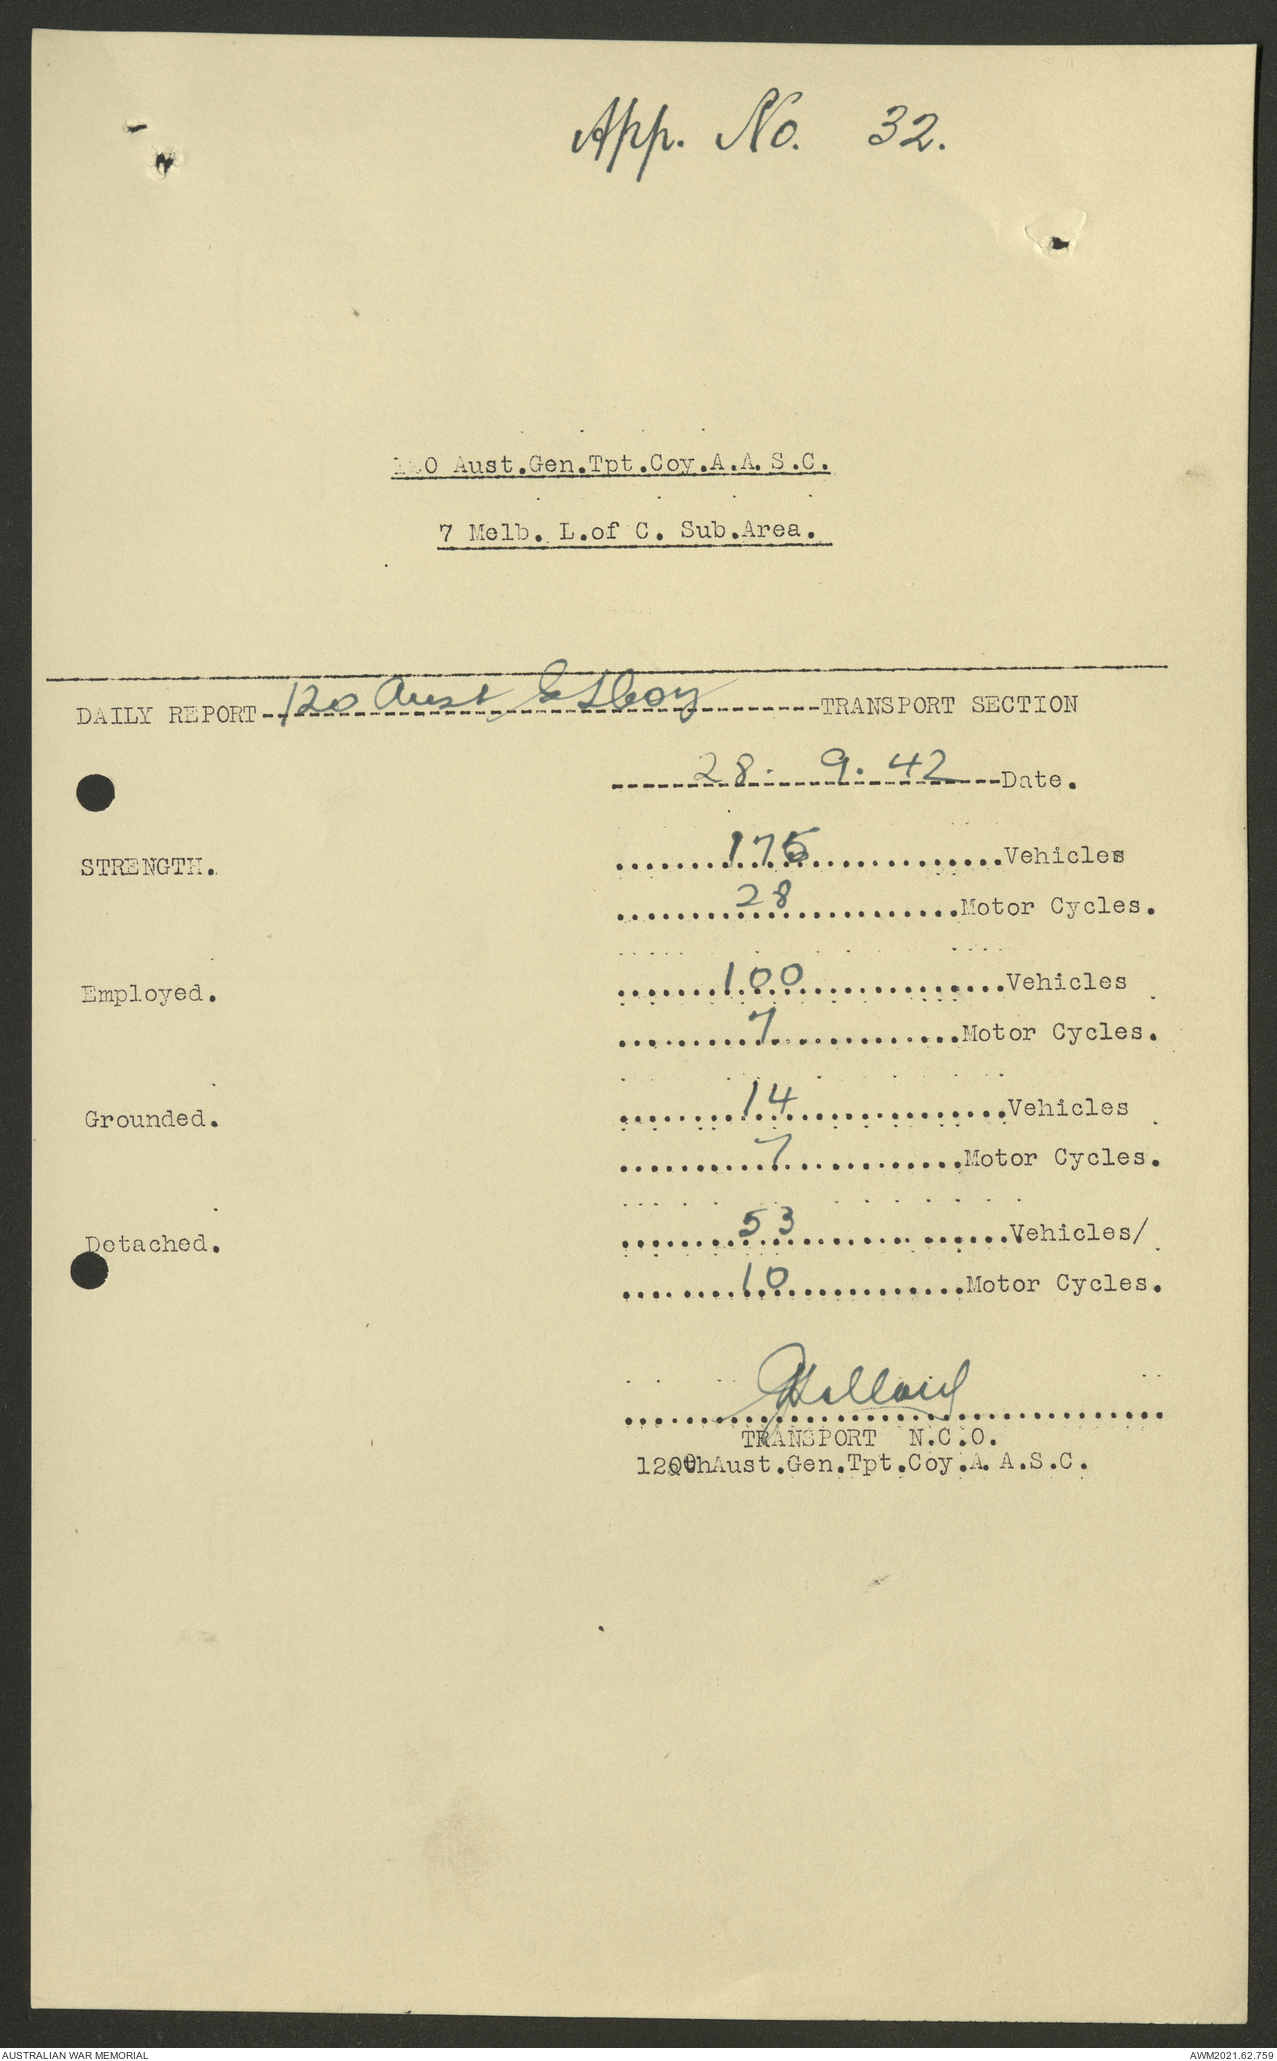 App. No. 32.
120 Aust.Gen.Tpt.Coy.A.A.S.C.
7 Melb. L.of C. Sub.Area.
DAILY REPORT--120 Aust G T Coy--TRANSPORT SECTION
28. 9. 42 Date.
STRENGTH. ....175....Vehicles
....28....Motor Cycles.
Employed. ....100....Vehicles
....7....Motor Cycles.
Grounded. ....14....Vehicles
....7....Motor Cycles.
Detached. ....53....Vehicles/
....10....Motor Cycles.
TRANSPORT N.C.O.
120thAust.Gen.Tpt.Coy.A.A.S.C.
AUSTRALIAN WAR MEMORIAL
AWM2021.62.759